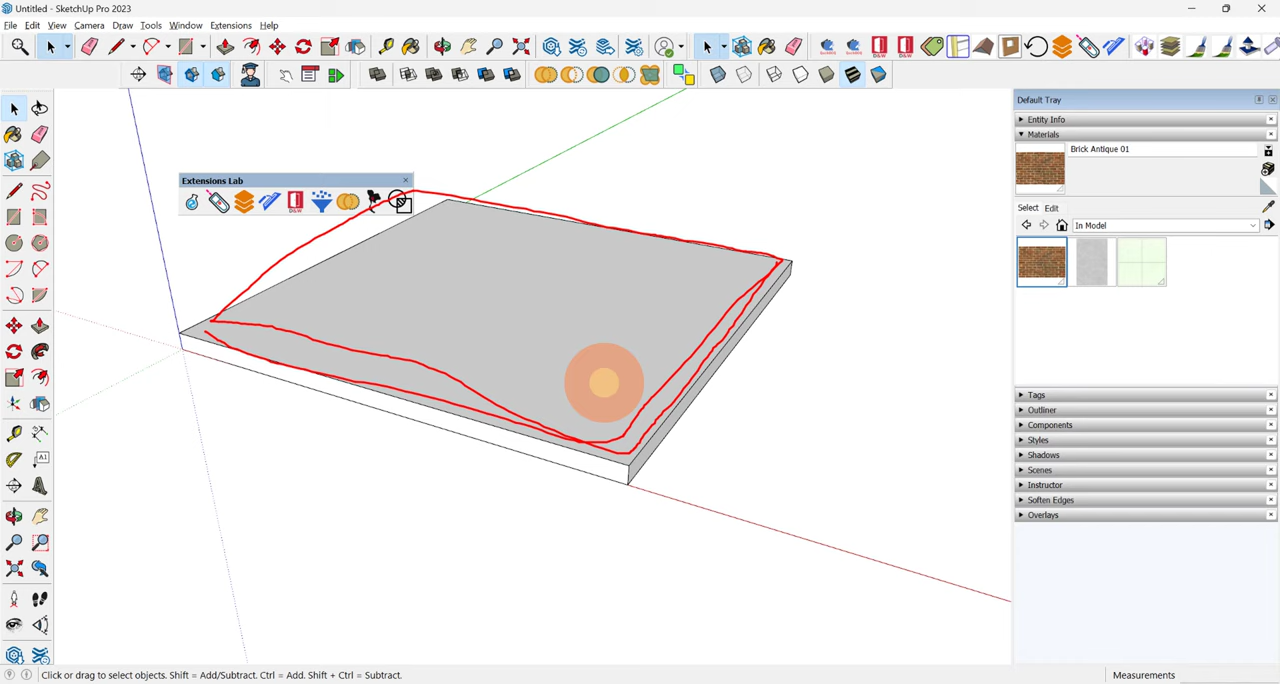 Untitled - SketchUp Pro 2023
File Edit View Camera Draw Tools Window Extensions Help
Extensions Lab
D&W
Default Tray
Entity Info
Materials
Brick Antique 01
Select Edit
In Model
Tags
Outliner
Components
Styles
Shadows
Scenes
Instructor
Soften Edges
Overlays
A1
Click or drag to select objects. Shift = Add/Subtract. Ctrl = Add. Shift + Ctrl = Subtract.
Measurements